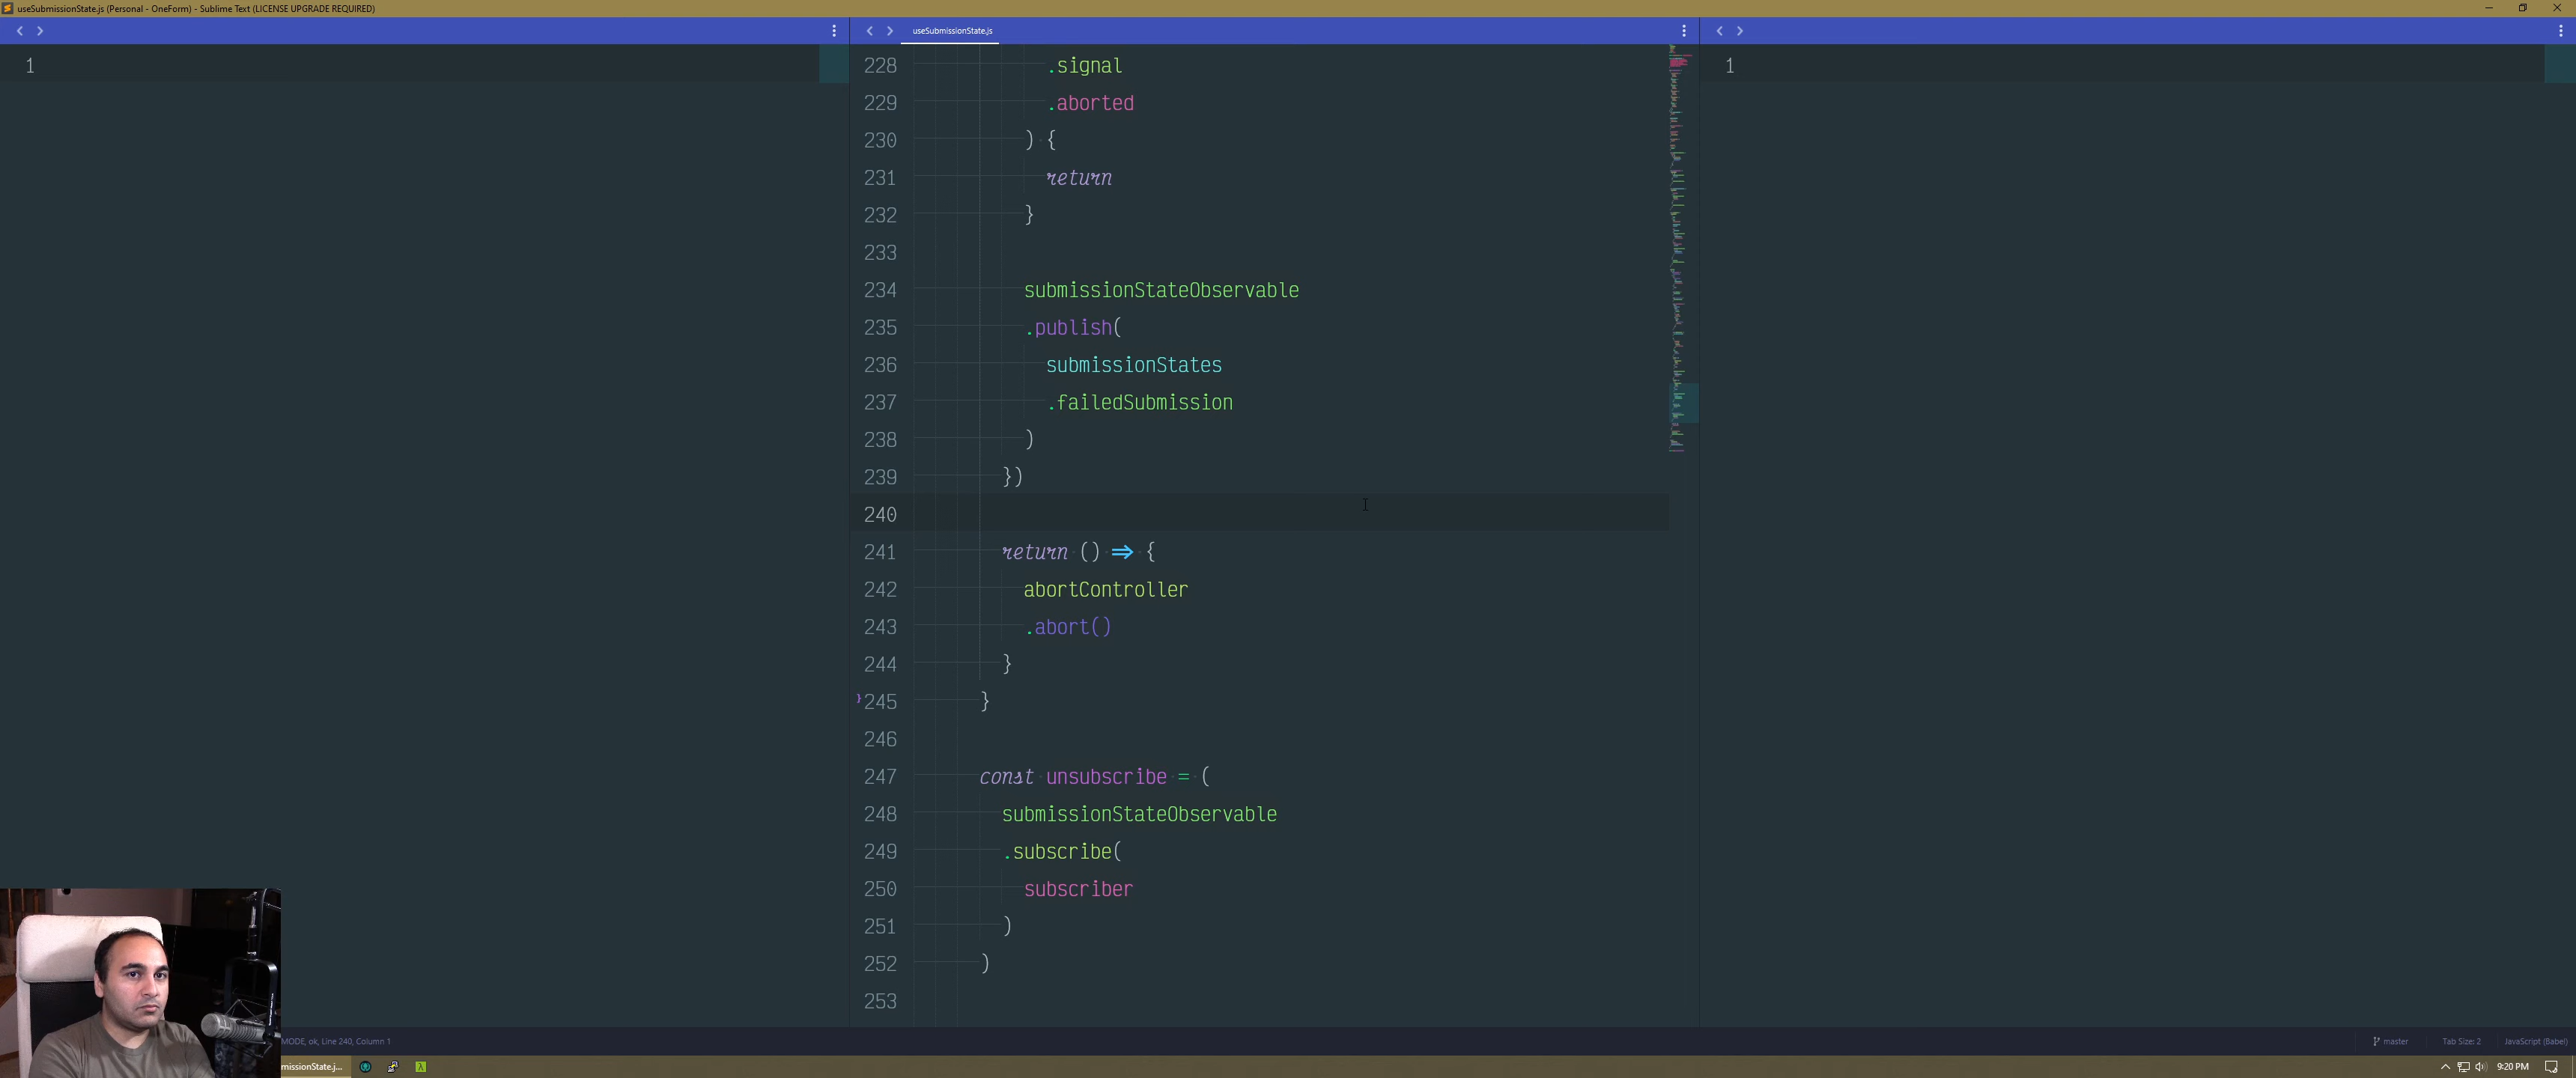 useSubmissionState.js (Personal - OneForm) - Sublime Text (LICENSE UPGRADE REQUIRED)
useSubmissionState.js
1
228 .signal
229 .aborted
230 ) {
231 return
232 }
233
234 submissionStateObservable
235 .publish(
236 submissionStates
237 .failedSubmission
238 )
239 })
240
241 return () => {
242 abortController
243 .abort()
244 }
245 }
246
247 const unsubscribe = (
248 submissionStateObservable
249 .subscribe(
250 subscriber
251 )
252 )
253
1
MODE, ok, Line 240, Column 1
master
Tab Size: 2
JavaScript (Babel)
missionState.j...
9:20 PM